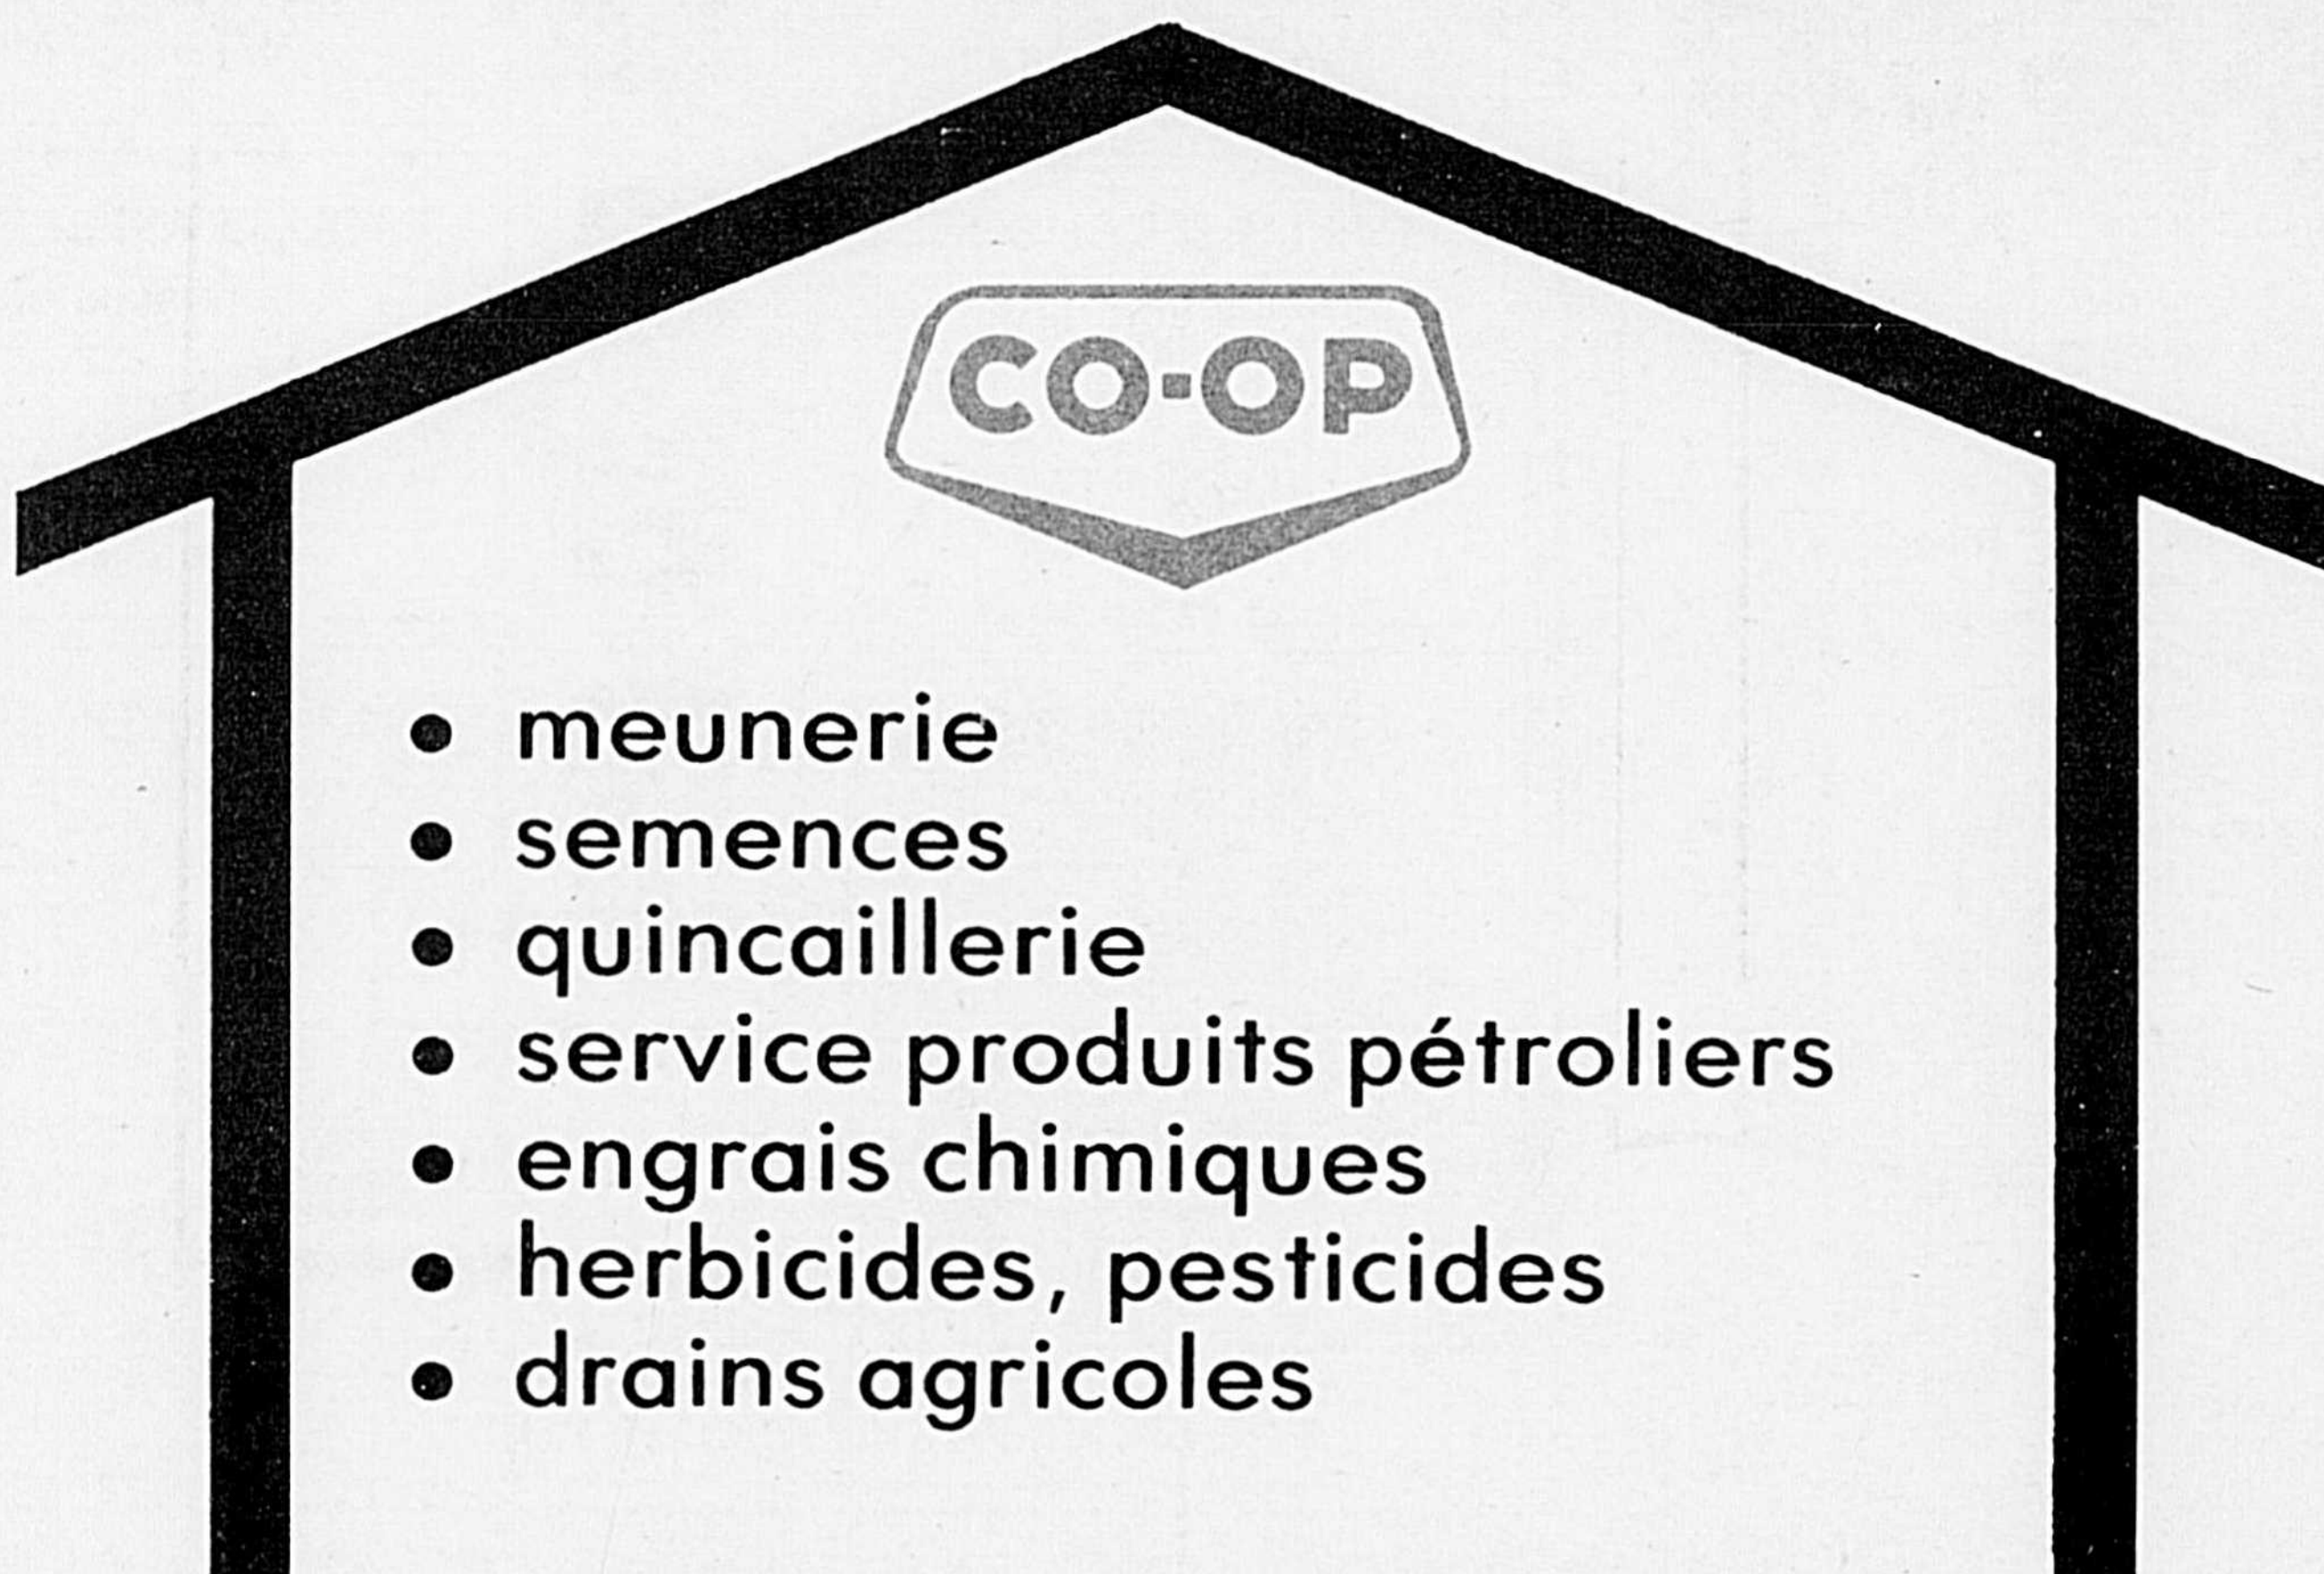 CO-OP
• meunerie
• semences
• quincaillerie
• service produits pétroliers
• engrais chimiques
• herbicides, pesticides
• drains agricoles